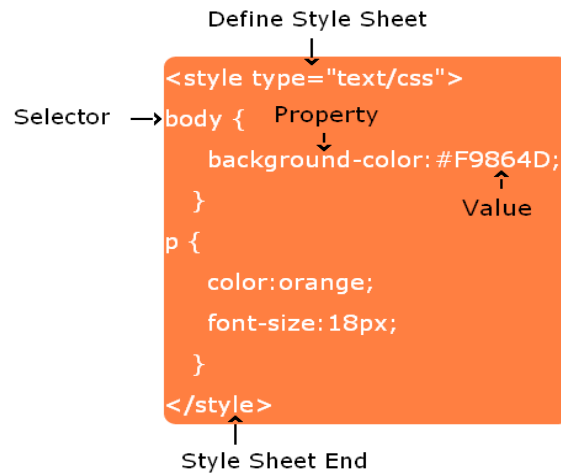 Define Style Sheet
<style type="text/css">
Selector
body {
Property
background-color: #F9864D;
Value
}
p {
color:orange;
font-size:18px;
}
</style>
Style Sheet End